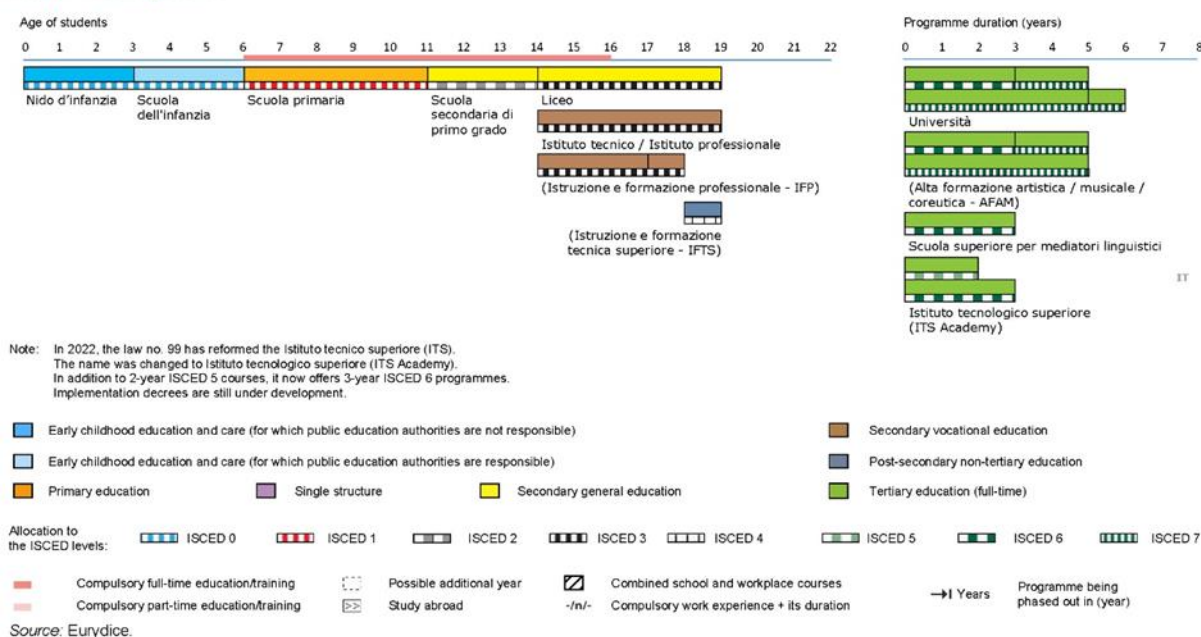 Age of students
Programme duration (years)
0 1 2 3 4 5 6 7 8 9 10 11 12 13 14 15 16 17 18 19 20 21 22
0 1 2 3 4 5 6 7 8
Nido d'infanzia
Scuola
dell'infanzia
Scuola primaria
Scuola
secondaria di
primo grado
Liceo
Istituto tecnico / Istituto professionale
(Istruzione e formazione professionale - IFP)
(Istruzione e formazione
tecnica superiore - IFTS)
Università
(Alta formazione artistica / musicale /
coreutica - AFAM)
Scuola superiore per mediatori linguistici
IT
Istituto tecnologico superiore
(ITS Academy)
Note: In 2022, the law no. 99 has reformed the Istituto tecnico superiore (ITS).
The name was changed to Istituto tecnologico superiore (ITS Academy).
In addition to 2-year ISCED 5 courses, it now offers 3-year ISCED 6 programmes.
Implementation decrees are still under development.
Early childhood education and care (for which public education authorities are not responsible)
Secondary vocational education
Early childhood education and care (for which public education authorities are responsible)
Post-secondary non-tertiary education
Primary education
Single structure
Secondary general education
Tertiary education (full-time)
Allocation to
the ISCED levels:
ISCED 0
ISCED 1
ISCED 2
ISCED 3
ISCED 4
ISCED 5
ISCED 6
ISCED 7
Compulsory full-time education/training
Possible additional year
Combined school and workplace courses
Years
Programme being
phased out in (year)
Compulsory part-time education/training
>>
Study abroad
-/n/-
Compulsory work experience + its duration
Source: Eurydice.